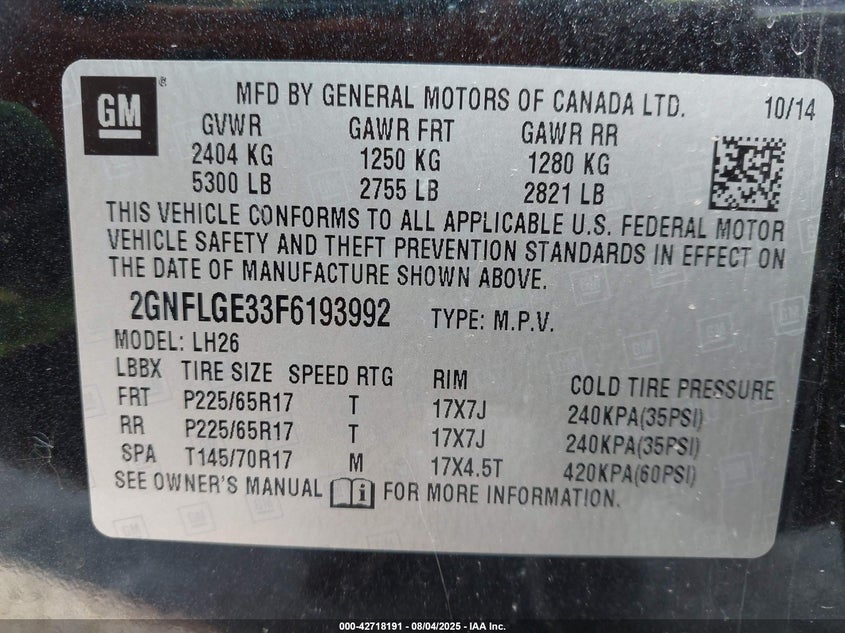 GM
MFD BY GENERAL MOTORS OF CANADA LTD. 10/14
GVWR GAWR FRT GAWR RR
2404 KG 1250 KG 1280 KG
5300 LB 2755 LB 2821 LB
THIS VEHICLE CONFORMS TO ALL APPLICABLE U.S. FEDERAL MOTOR
VEHICLE SAFETY AND THEFT PREVENTION STANDARDS IN EFFECT ON
THE DATE OF MANUFACTURE SHOWN ABOVE.
2GNFLGE33F6193992 TYPE: M.P.V.
MODEL: LH26
LBBX TIRE SIZE SPEED RTG RIM COLD TIRE PRESSURE
FRT P225/65R17 T 17X7J 240KPA(35PSI)
RR P225/65R17 T 17X7J 240KPA(35PSI)
SPA T145/70R17 M 17X4.5T 420KPA(60PSI)
SEE OWNER'S MANUAL i FOR MORE INFORMATION.
000-42718191 - 08/04/2025 - IAA Inc.